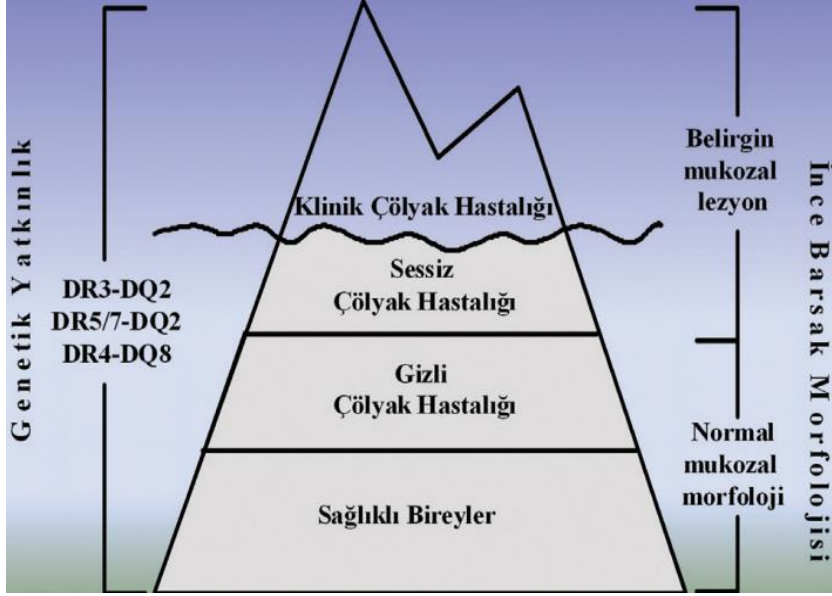 Genetik Yatkınlık
DR3-DQ2
DR5/7-DQ2
DR4-DQ8
Klinik Çölyak Hastalığı
Sessiz
Çölyak Hastalığı
Gizli
Çölyak Hastalığı
Sağlıklı Bireyler
Belirgin
mukozal
lezyon
Normal
mukozal
morfoloji
İnce Barsak Morfolojisi